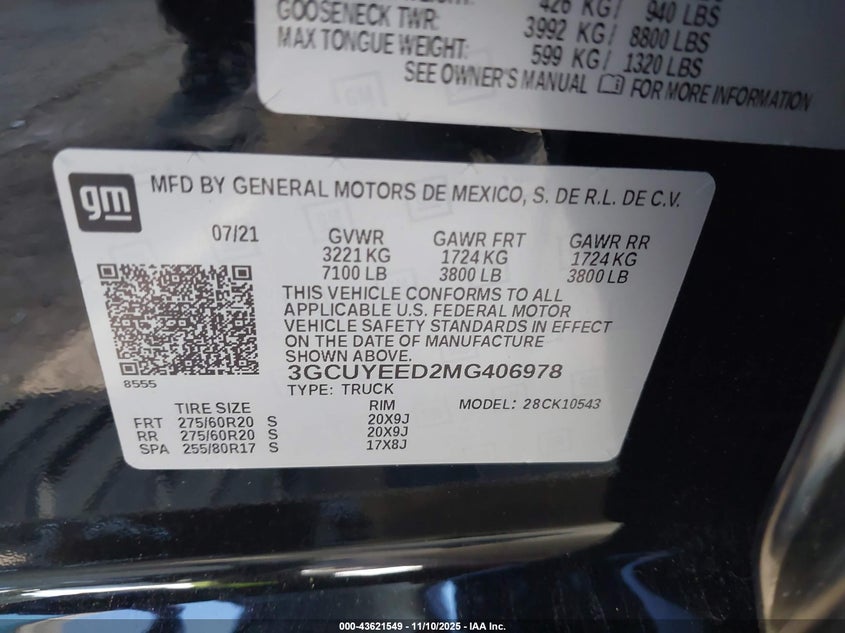 426 KG/ 940 LBS
GOOSENECK TWR: 3992 KG/ 8800 LBS
MAX TONGUE WEIGHT: 599 KG/ 1320 LBS
SEE OWNER'S MANUAL FOR MORE INFORMATION
gm MFD BY GENERAL MOTORS DE MEXICO, S. DE R.L. DE C.V.
07/21 GVWR GAWR FRT GAWR RR
3221 KG 1724 KG 1724 KG
7100 LB 3800 LB 3800 LB
THIS VEHICLE CONFORMS TO ALL
APPLICABLE U.S. FEDERAL MOTOR
VEHICLE SAFETY STANDARDS IN EFFECT
ON THE DATE OF MANUFACTURE
SHOWN ABOVE.
8555
3GCUYEED2MG406978
TYPE: TRUCK MODEL: 28CK10543
TIRE SIZE RIM
FRT 275/60R20 S 20X9J
RR 275/60R20 S 20X9J
SPA 255/80R17 S 17X8J
000-43621549 - 11/10/2025 - IAA Inc.